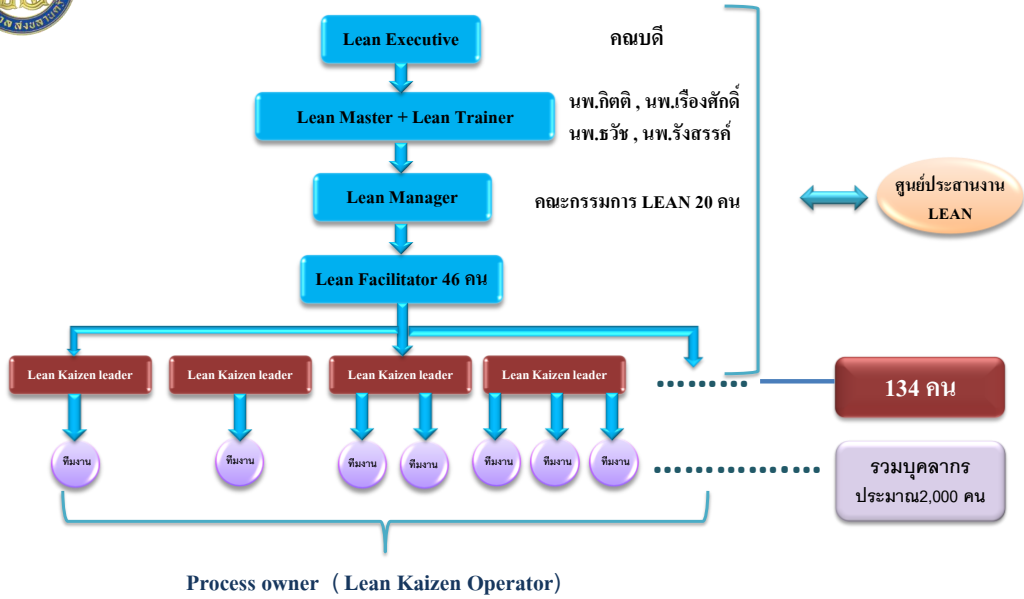 Lean Executive
คณบดี
Lean Master + Lean Trainer
นพ.กิตติ , นพ.เรืองศักดิ์
นพ.ธวัช , นพ.รังสรรค์
Lean Manager
คณะกรรมการ LEAN 20 คน
ศูนย์ประสานงาน
LEAN
Lean Facilitator 46 คน
Lean Kaizen leader
Lean Kaizen leader
Lean Kaizen leader
Lean Kaizen leader
134 คน
ทีมงาน
ทีมงาน
ทีมงาน
ทีมงาน
ทีมงาน
ทีมงาน
ทีมงาน
รวมบุคลากร
ประมาณ2,000 คน
Process owner ( Lean Kaizen Operator)